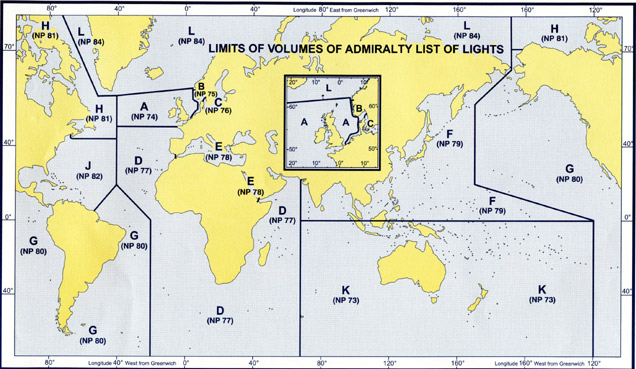 Longitude 80° East from Greenwich
80°
40°
0°
40°
80°
120°
160°
160°
120°
LIMITS OF VOLUMES OF ADMIRALTY LIST OF LIGHTS
H
(NP 81)
L
(NP 84)
L
(NP 84)
L
(NP 84)
H
(NP 81)
70°
70°
B
(NP 75)
C
(NP 76)
H
(NP 81)
A
(NP 74)
20°
10°
0°
10°
L
60°
60°
B
C
A
A
50°
50°
20°
10°
0°
10°
F
(NP 79)
40°
40°
E
(NP 78)
J
(NP 82)
D
(NP 77)
G
(NP 80)
E
(NP 78)
F
(NP 79)
D
(NP 77)
0°
0°
G
(NP 80)
G
(NP 80)
K
(NP 73)
K
(NP 73)
40°
40°
D
(NP 77)
G
(NP 80)
80°
Longitude 40° West from Greenwich
0°
40°
80°
120°
160°
Longitude 160° West from Greenwich
120°